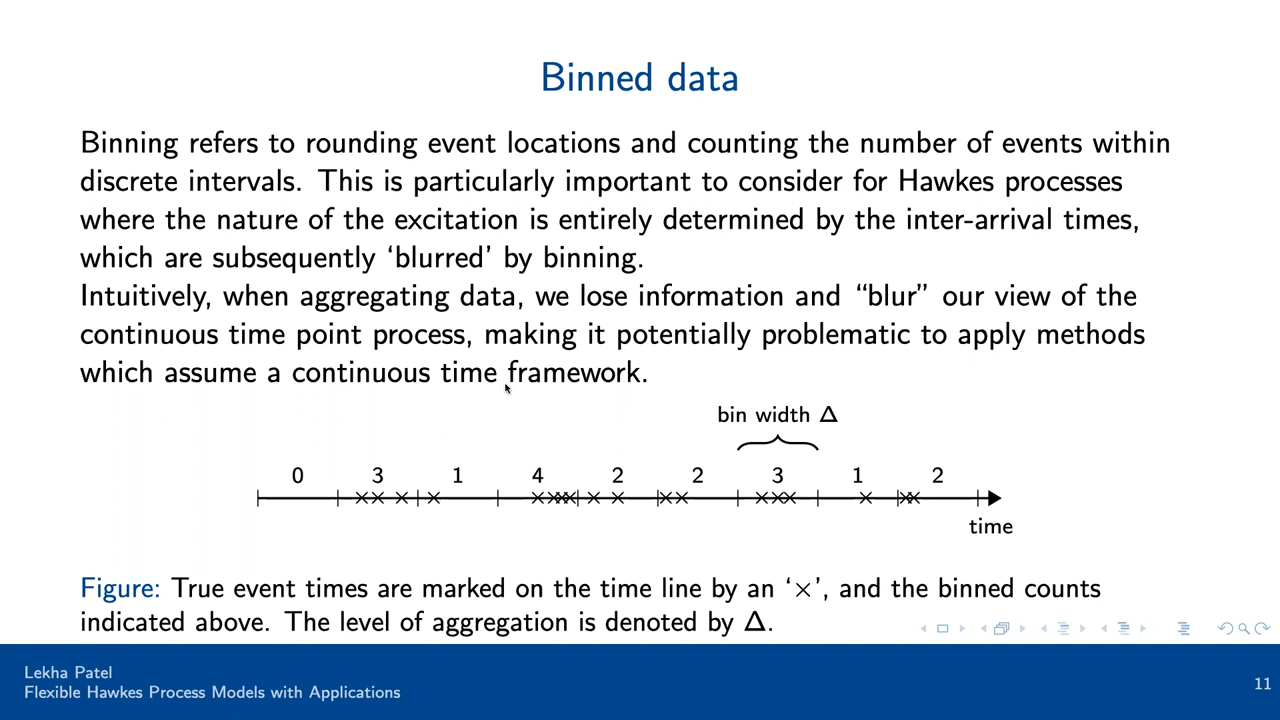 Binned data
Binning refers to rounding event locations and counting the number of events within
discrete intervals. This is particularly important to consider for Hawkes processes
where the nature of the excitation is entirely determined by the inter-arrival times,
which are subsequently ‘blurred’ by binning.
Intuitively, when aggregating data, we lose information and “blur” our view of the
continuous time point process, making it potentially problematic to apply methods
which assume a continuous time framework.
bin width Δ
0 3 1 4 2 2 3 1 2
time
Figure: True event times are marked on the time line by an ‘×’, and the binned counts
indicated above. The level of aggregation is denoted by Δ.
Lekha Patel
Flexible Hawkes Process Models with Applications
11